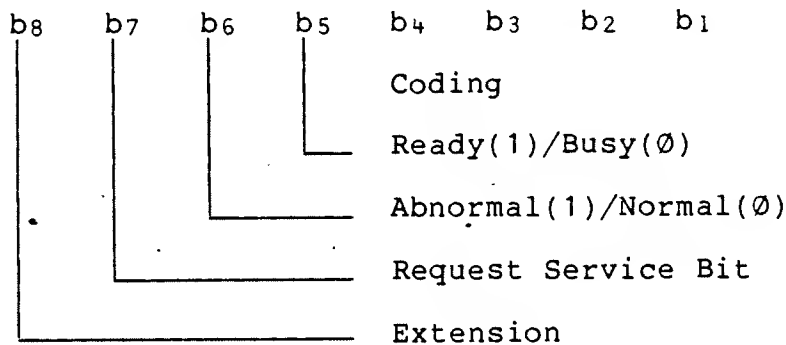 b8 b7 b6 b5 b4 b3 b2 b1
Coding
Ready(1)/Busy(Ø)
Abnormal(1)/Normal(Ø)
Request Service Bit
Extension